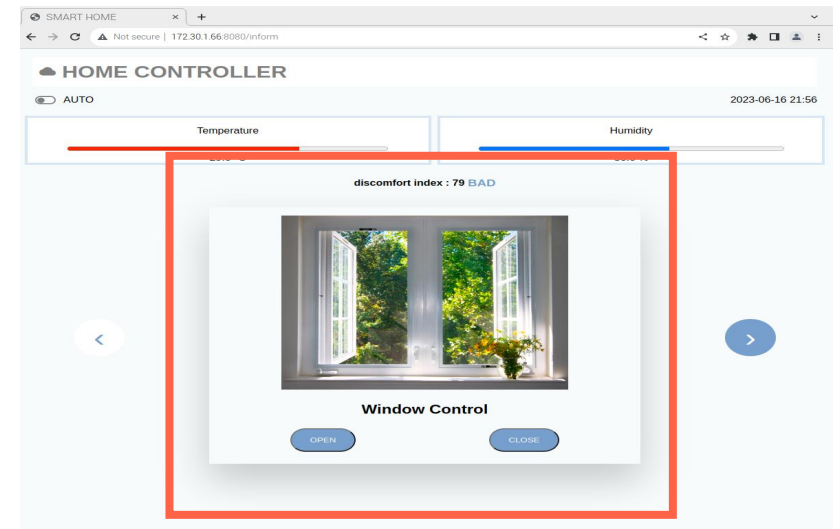 SMART HOME
Not secure | 172.30.1.66:8080/inform
HOME CONTROLLER
AUTO
2023-06-16 21:56
Temperature
Humidity
discomfort index : 79 BAD
Window Control
OPEN
CLOSE